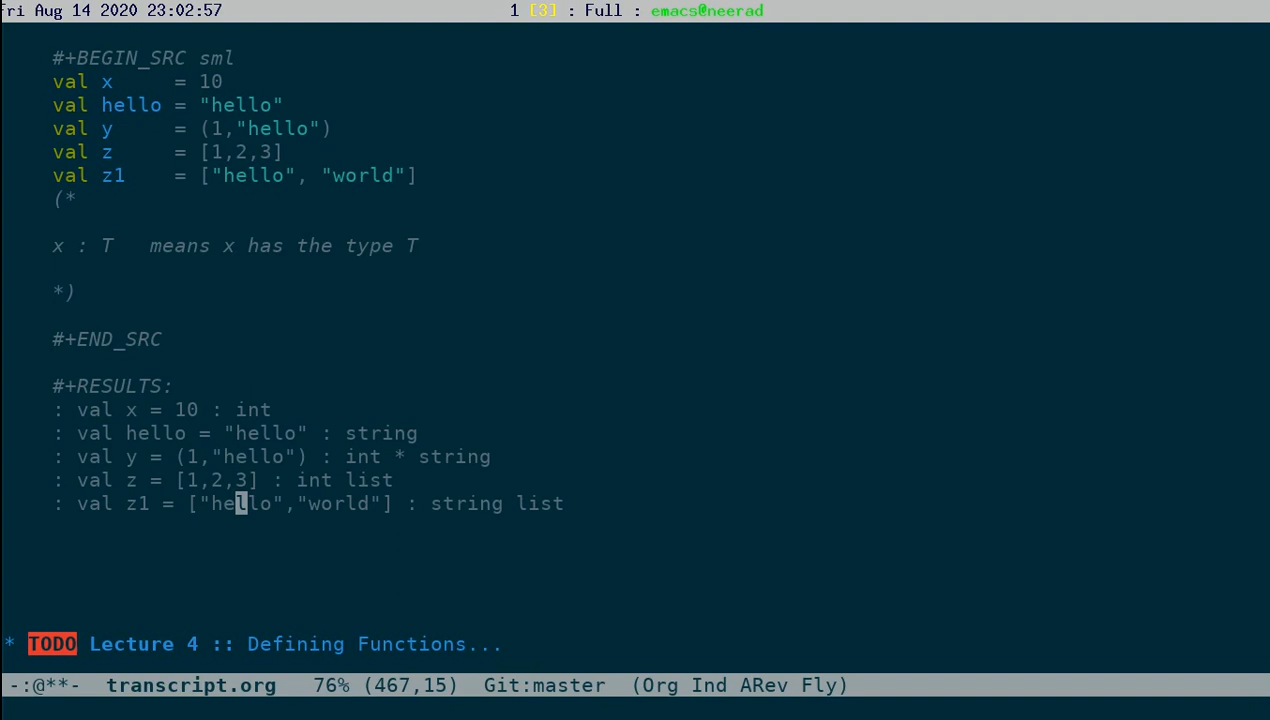 Fri Aug 14 2020 23:02:57 1 [3] : Full : emacs@neerad
#+BEGIN_SRC sml
val x     = 10
val hello = "hello"
val y     = (1,"hello")
val z     = [1,2,3]
val z1    = ["hello", "world"]
(*
x : T   means x has the type T
*)
#+END_SRC
#+RESULTS:
: val x = 10 : int
: val hello = "hello" : string
: val y = (1,"hello") : int * string
: val z = [1,2,3] : int list
: val z1 = ["hello","world"] : string list
* TODO Lecture 4 :: Defining Functions...
-:@**-  transcript.org   76% (467,15)  Git:master  (Org Ind ARev Fly)